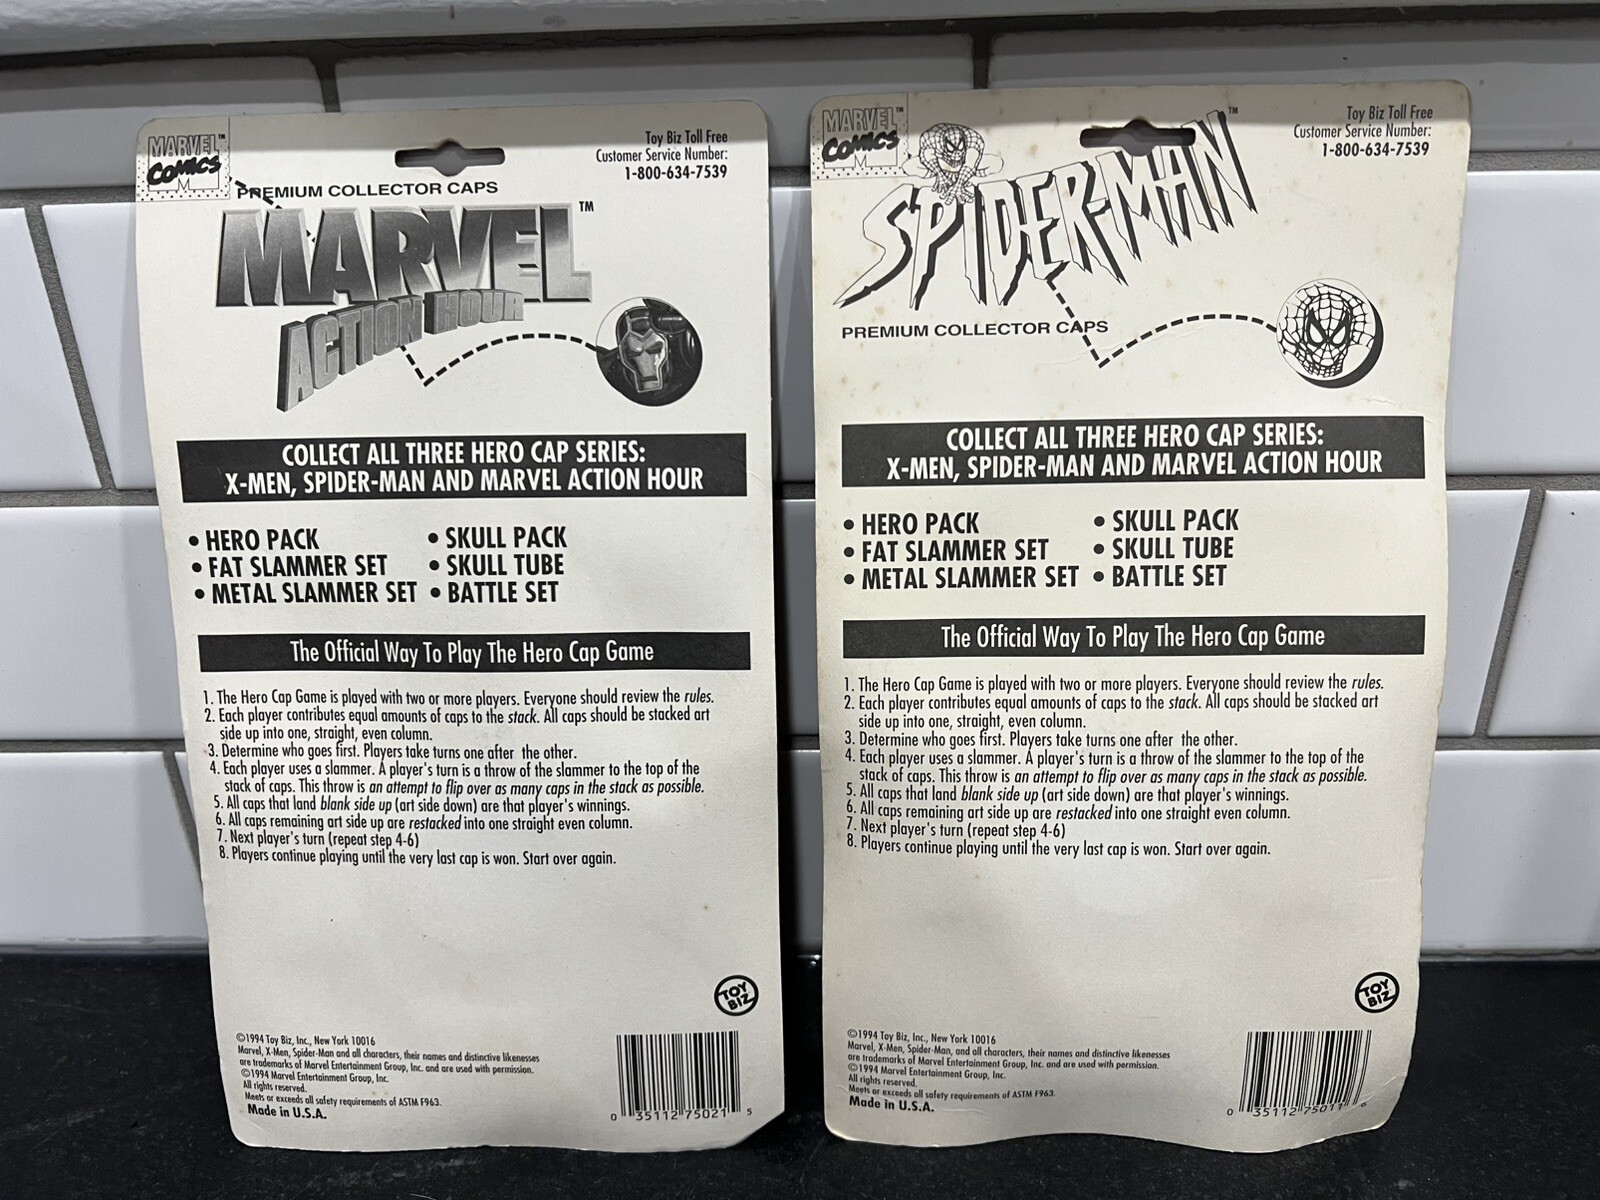 MARVEL™
COMICS
M
Toy Biz Toll Free
Customer Service Number:
1-800-634-7539
PREMIUM COLLECTOR CAPS
MARVEL™
ACTION HOUR
COLLECT ALL THREE HERO CAP SERIES:
X-MEN, SPIDER-MAN AND MARVEL ACTION HOUR
• HERO PACK
• FAT SLAMMER SET
• METAL SLAMMER SET
• SKULL PACK
• SKULL TUBE
• BATTLE SET
The Official Way To Play The Hero Cap Game
1. The Hero Cap Game is played with two or more players. Everyone should review the rules.
2. Each player contributes equal amounts of caps to the stack. All caps should be stacked art
side up into one, straight, even column.
3. Determine who goes first. Players take turns one after the other.
4. Each player uses a slammer. A player's turn is a throw of the slammer to the top of the
stack of caps. This throw is an attempt to flip over as many caps in the stack as possible.
5. All caps that land blank side up (art side down) are that player's winnings.
6. All caps remaining art side up are restacked into one straight even column.
7. Next player's turn (repeat step 4-6)
8. Players continue playing until the very last cap is won. Start over again.
TOY
BIZ
©1994 Toy Biz, Inc., New York 10016
Marvel, X-Men, Spider-Man and all characters, their names and distinctive likenesses
are trademarks of Marvel Entertainment Group, Inc. and are used with permission.
©1994 Marvel Entertainment Group, Inc.
All rights reserved.
Meets or exceeds all safety requirements of ASTM F963.
Made in U.S.A.
0 35112 75021 5
MARVEL™
COMICS
M
Toy Biz Toll Free
Customer Service Number:
1-800-634-7539
SPIDER-MAN™
PREMIUM COLLECTOR CAPS
COLLECT ALL THREE HERO CAP SERIES:
X-MEN, SPIDER-MAN AND MARVEL ACTION HOUR
• HERO PACK
• FAT SLAMMER SET
• METAL SLAMMER SET
• SKULL PACK
• SKULL TUBE
• BATTLE SET
The Official Way To Play The Hero Cap Game
1. The Hero Cap Game is played with two or more players. Everyone should review the rules.
2. Each player contributes equal amounts of caps to the stack. All caps should be stacked art
side up into one, straight, even column.
3. Determine who goes first. Players take turns one after the other.
4. Each player uses a slammer. A player's turn is a throw of the slammer to the top of the
stack of caps. This throw is an attempt to flip over as many caps in the stack as possible.
5. All caps that land blank side up (art side down) are that player's winnings.
6. All caps remaining art side up are restacked into one straight even column.
7. Next player's turn (repeat step 4-6)
8. Players continue playing until the very last cap is won. Start over again.
TOY
BIZ
©1994 Toy Biz, Inc., New York 10016
Marvel, X-Men, Spider-Man, and all characters, their names and distinctive likenesses
are trademarks of Marvel Entertainment Group, Inc. and are used with permission.
©1994 Marvel Entertainment Group, Inc.
All rights reserved.
Meets or exceeds all safety requirements of ASTM F963.
Made in U.S.A.
0 35112 75011 6